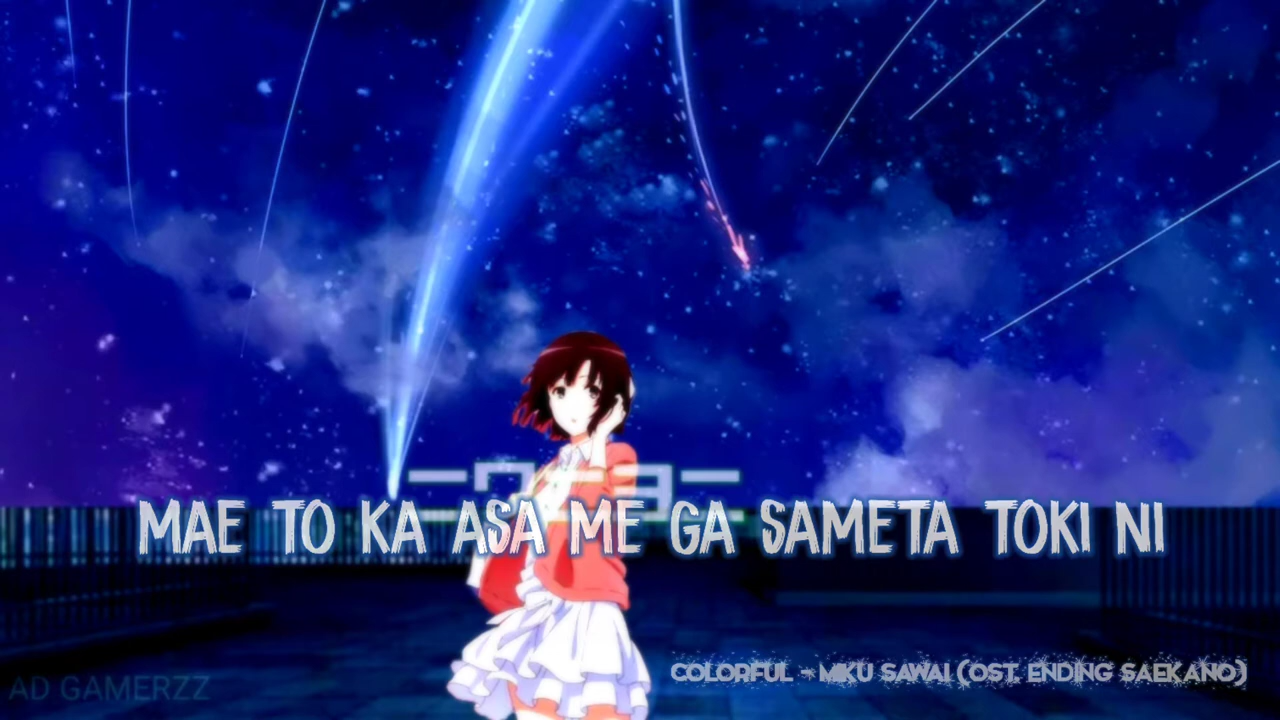 MAE TO KA ASA ME GA SAMETA TOKI NI
COLORFUL - MIKU SAWAI (OST. ENDING SAEKANO)
AD GAMERZZ